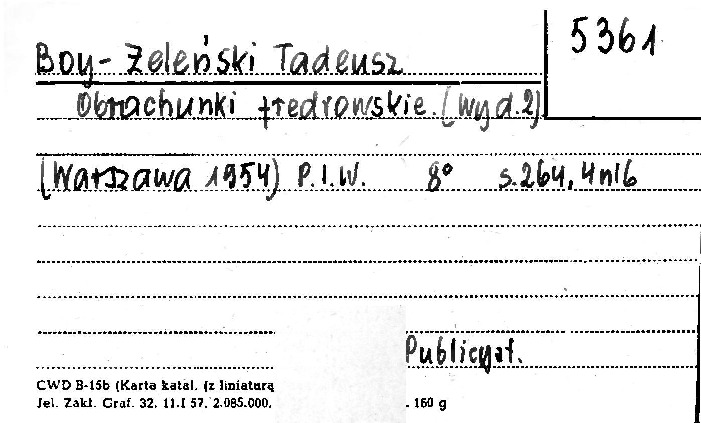 5361
Boy-Żeleński Tadeusz
Obrachunki fredrowskie. (wyd.2)
(Warszawa 1954) P.I.W. 8° s.264, 4nlb
Publicyst.
CWD B-15b (Karta katal. (z liniaturą
Jel. Zakł. Graf. 32. 11.I 57. 2.085.000. . 160 g